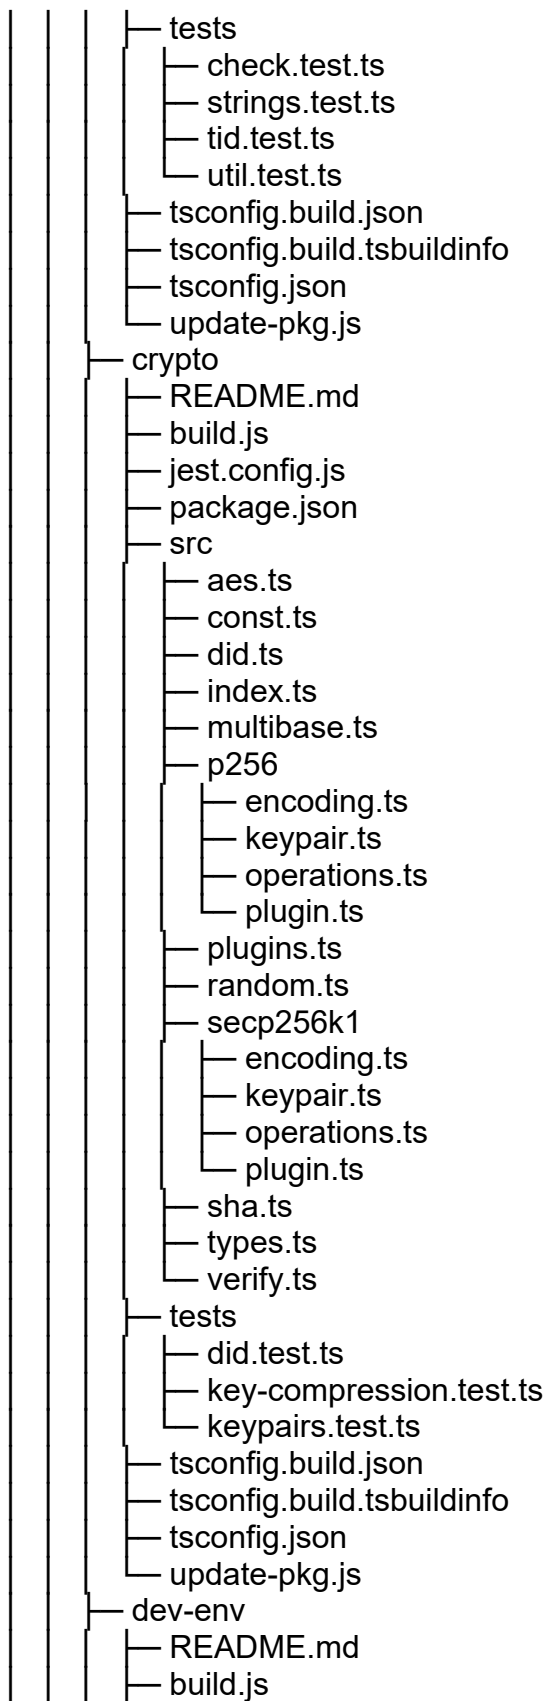 tests
check.test.ts
strings.test.ts
tid.test.ts
util.test.ts
tsconfig.build.json
tsconfig.build.tsbuildinfo
tsconfig.json
update-pkg.js
crypto
README.md
build.js
jest.config.js
package.json
src
aes.ts
const.ts
did.ts
index.ts
multibase.ts
p256
encoding.ts
keypair.ts
operations.ts
plugin.ts
plugins.ts
random.ts
secp256k1
encoding.ts
keypair.ts
operations.ts
plugin.ts
sha.ts
types.ts
verify.ts
tests
did.test.ts
key-compression.test.ts
keypairs.test.ts
tsconfig.build.json
tsconfig.build.tsbuildinfo
tsconfig.json
update-pkg.js
dev-env
README.md
build.js